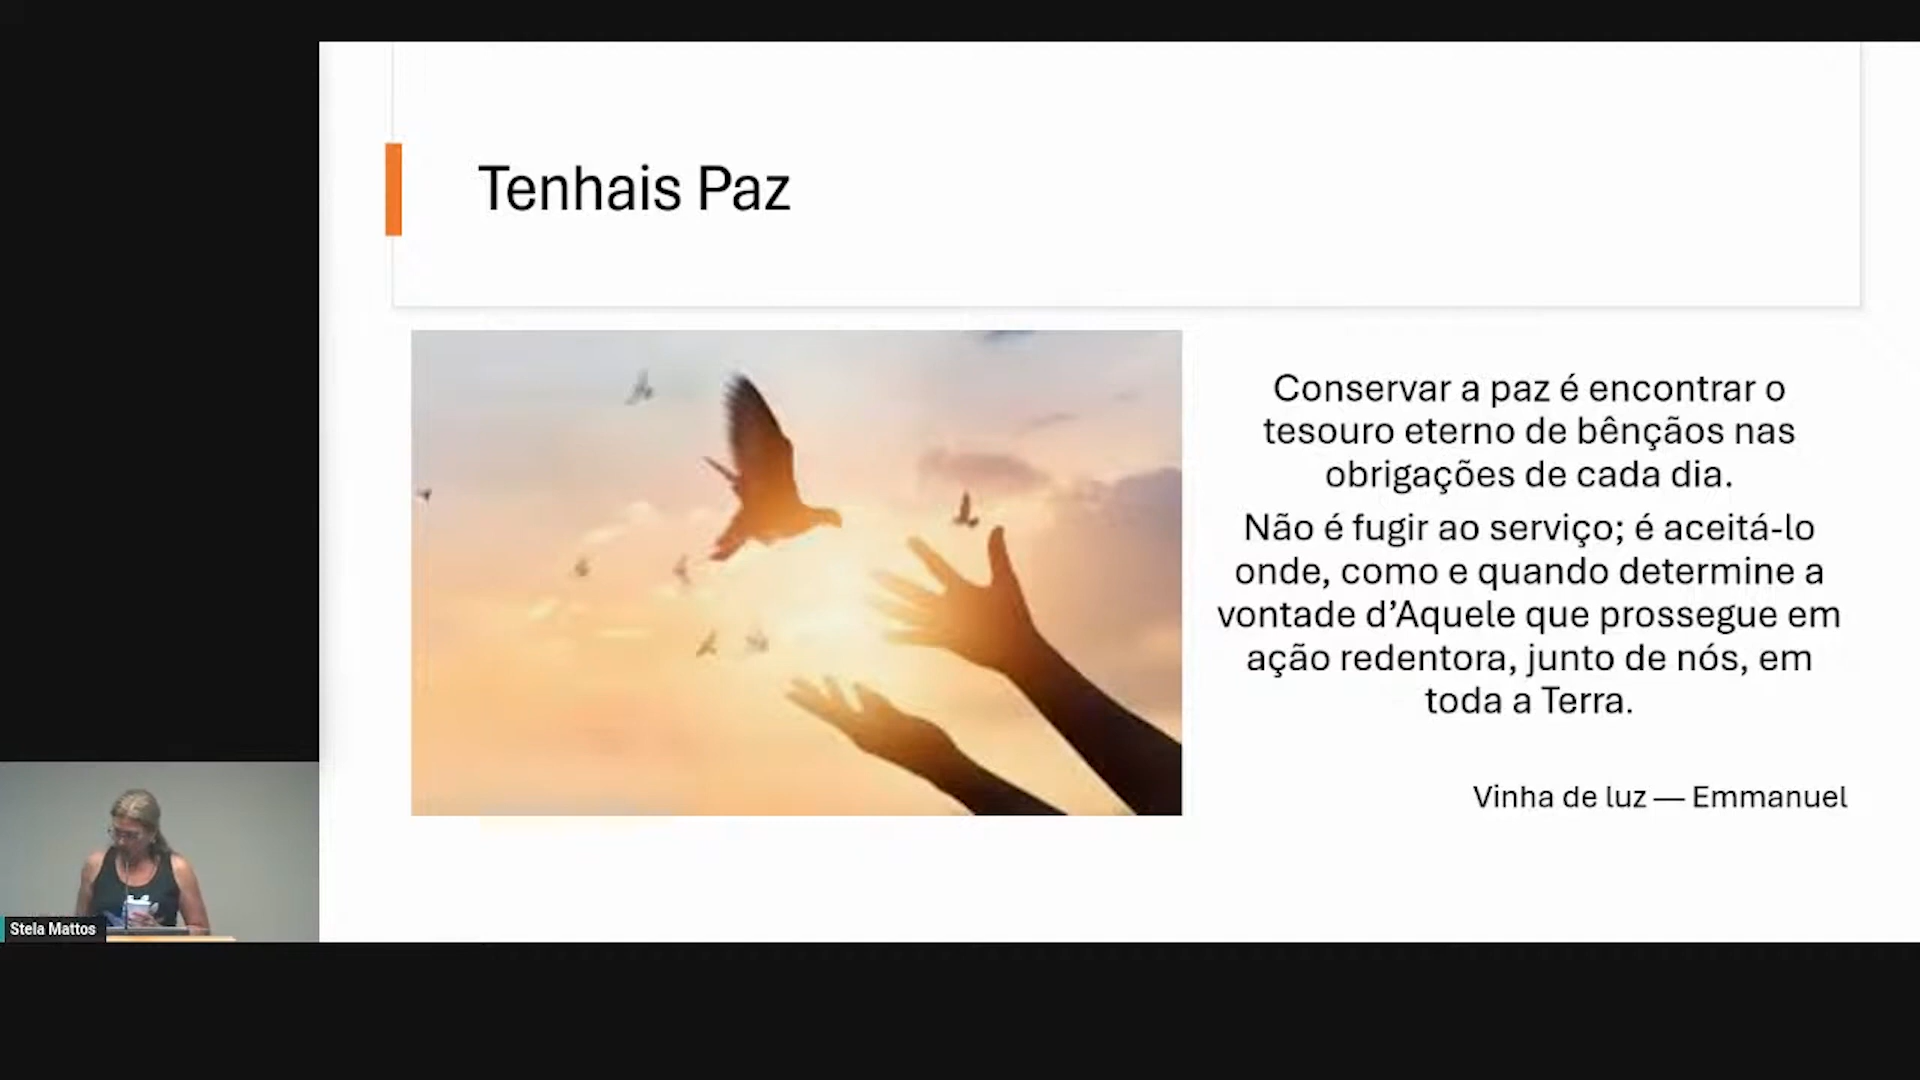 Tenhais Paz
Conservar a paz é encontrar o
tesouro eterno de bênçãos nas
obrigações de cada dia.
Não é fugir ao serviço; é aceitá-lo
onde, como e quando determine a
vontade d’Aquele que prossegue em
ação redentora, junto de nós, em
toda a Terra.
Vinha de luz — Emmanuel
Stela Mattos